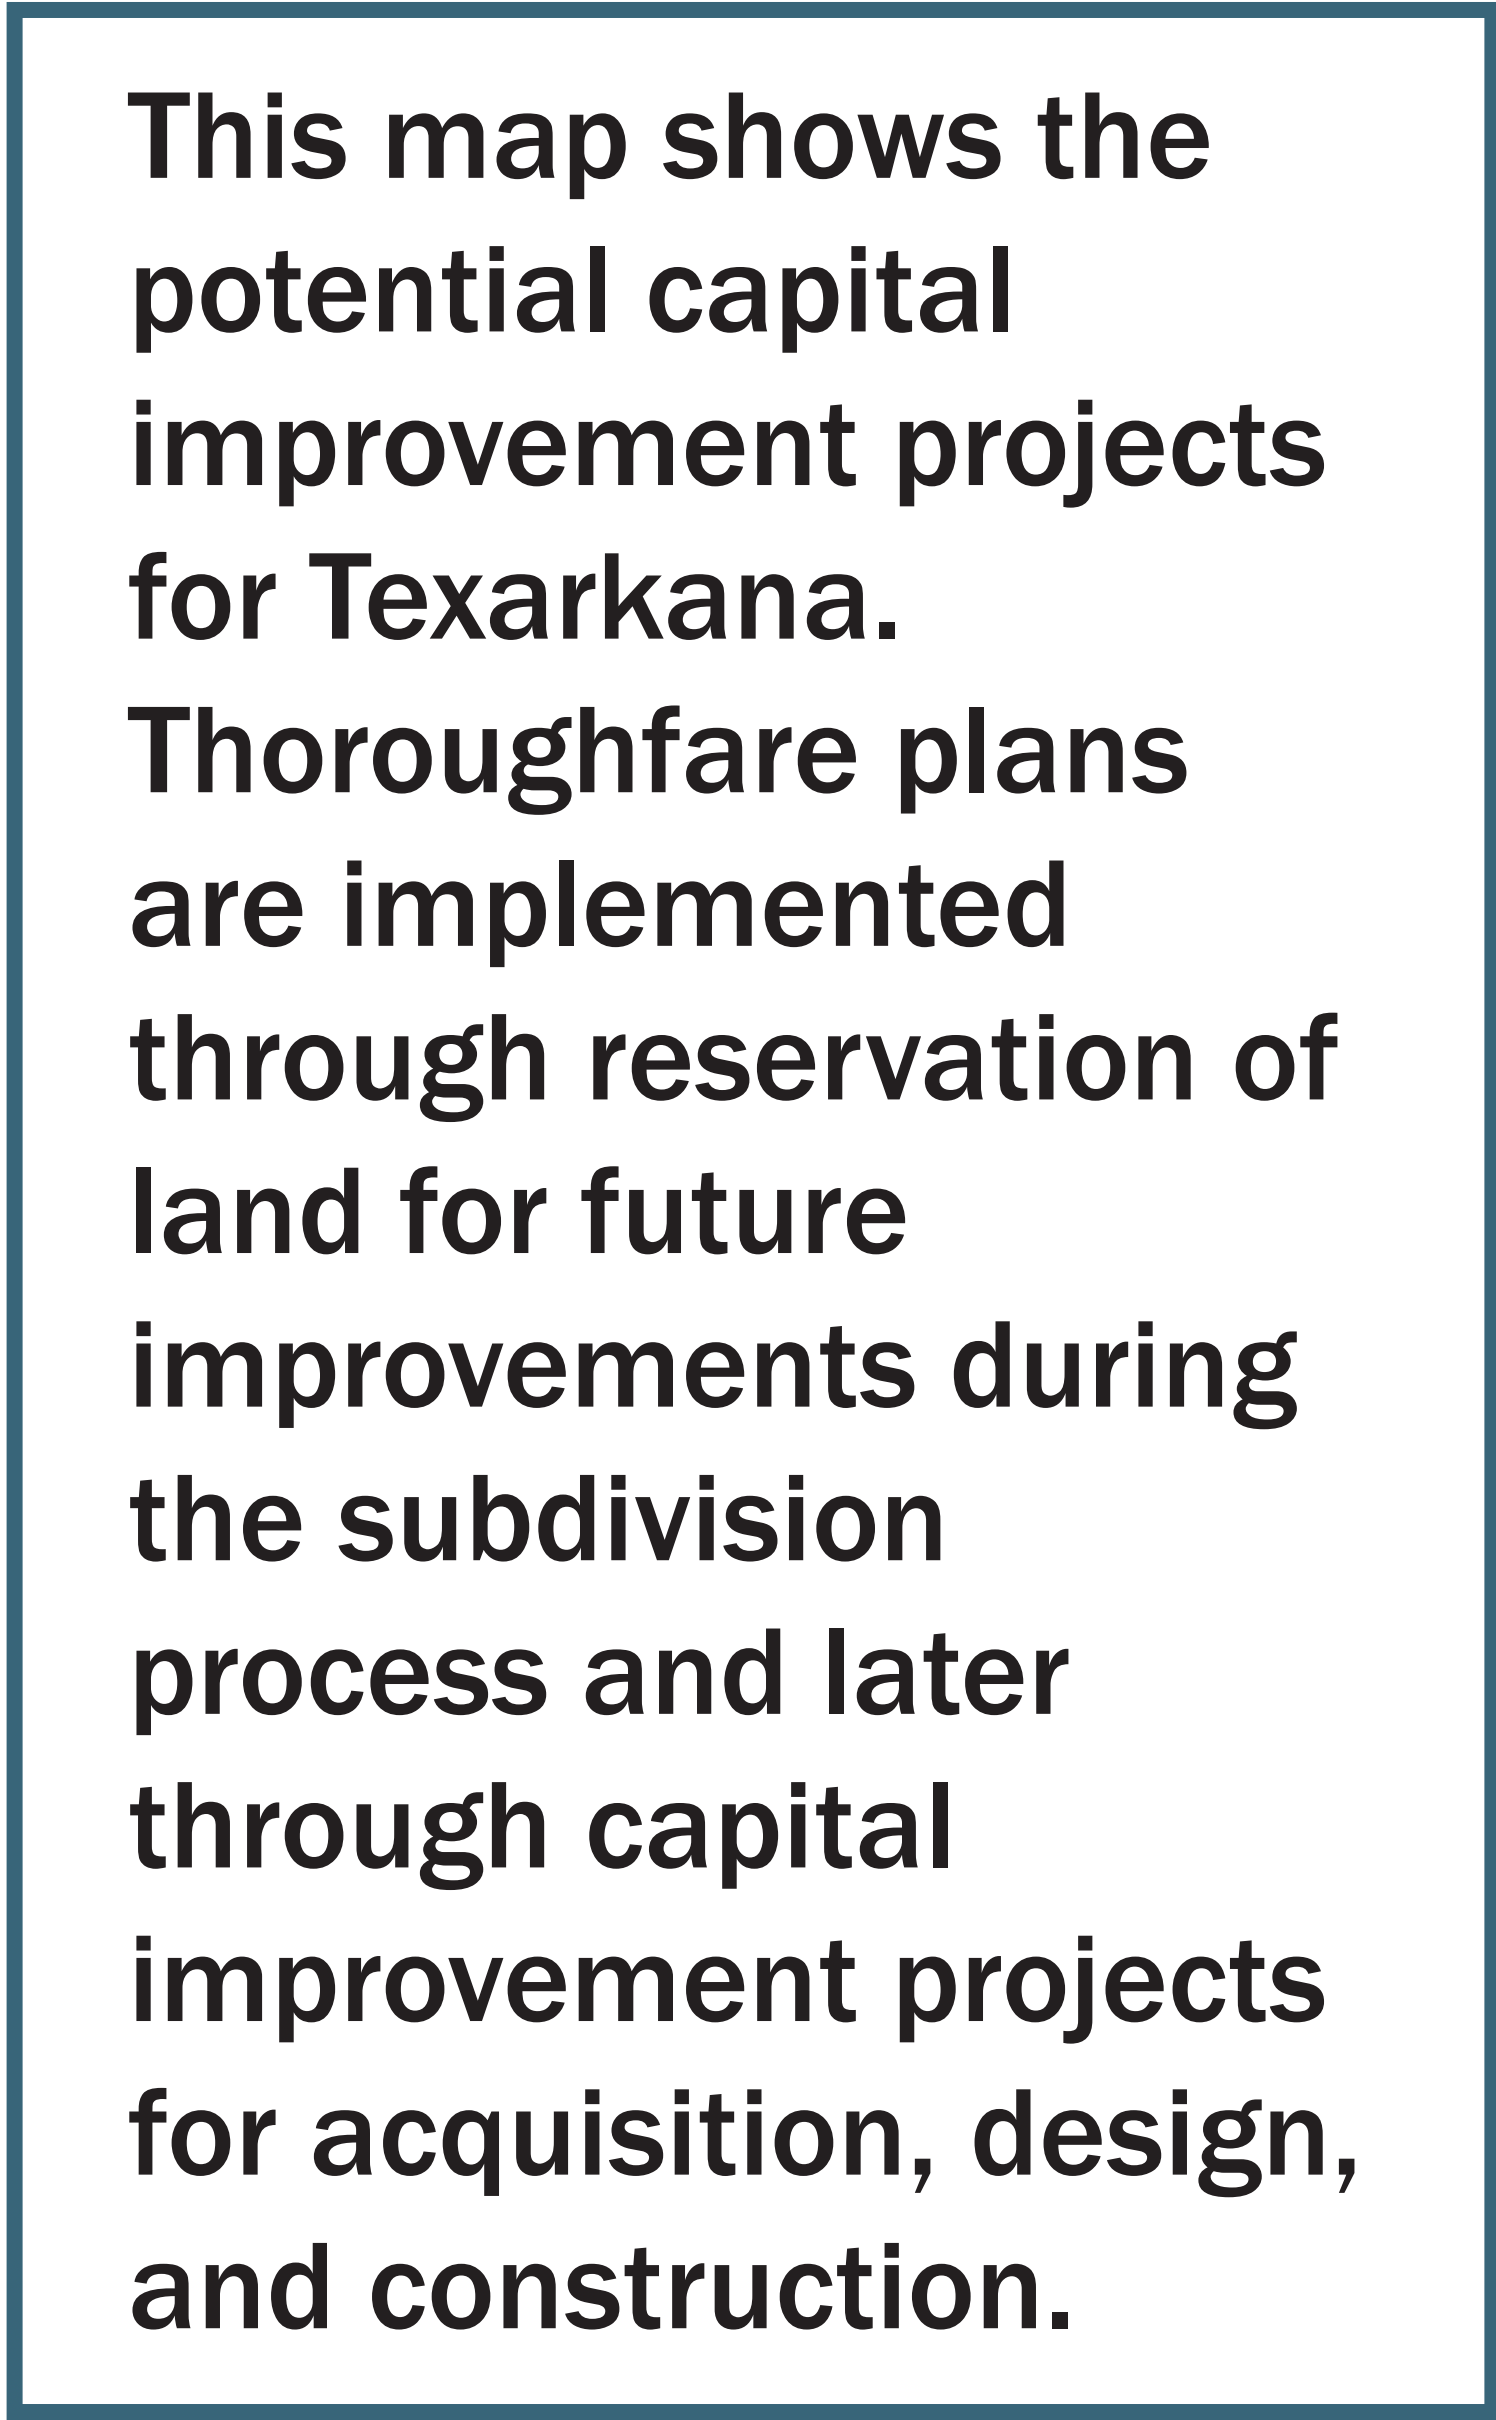 This map shows the
potential capital
improvement projects
for Texarkana.
Thoroughfare plans
are implemented
through reservation of
land for future
improvements during
the subdivision
process and later
through capital
improvement projects
for acquisition, design,
and construction.